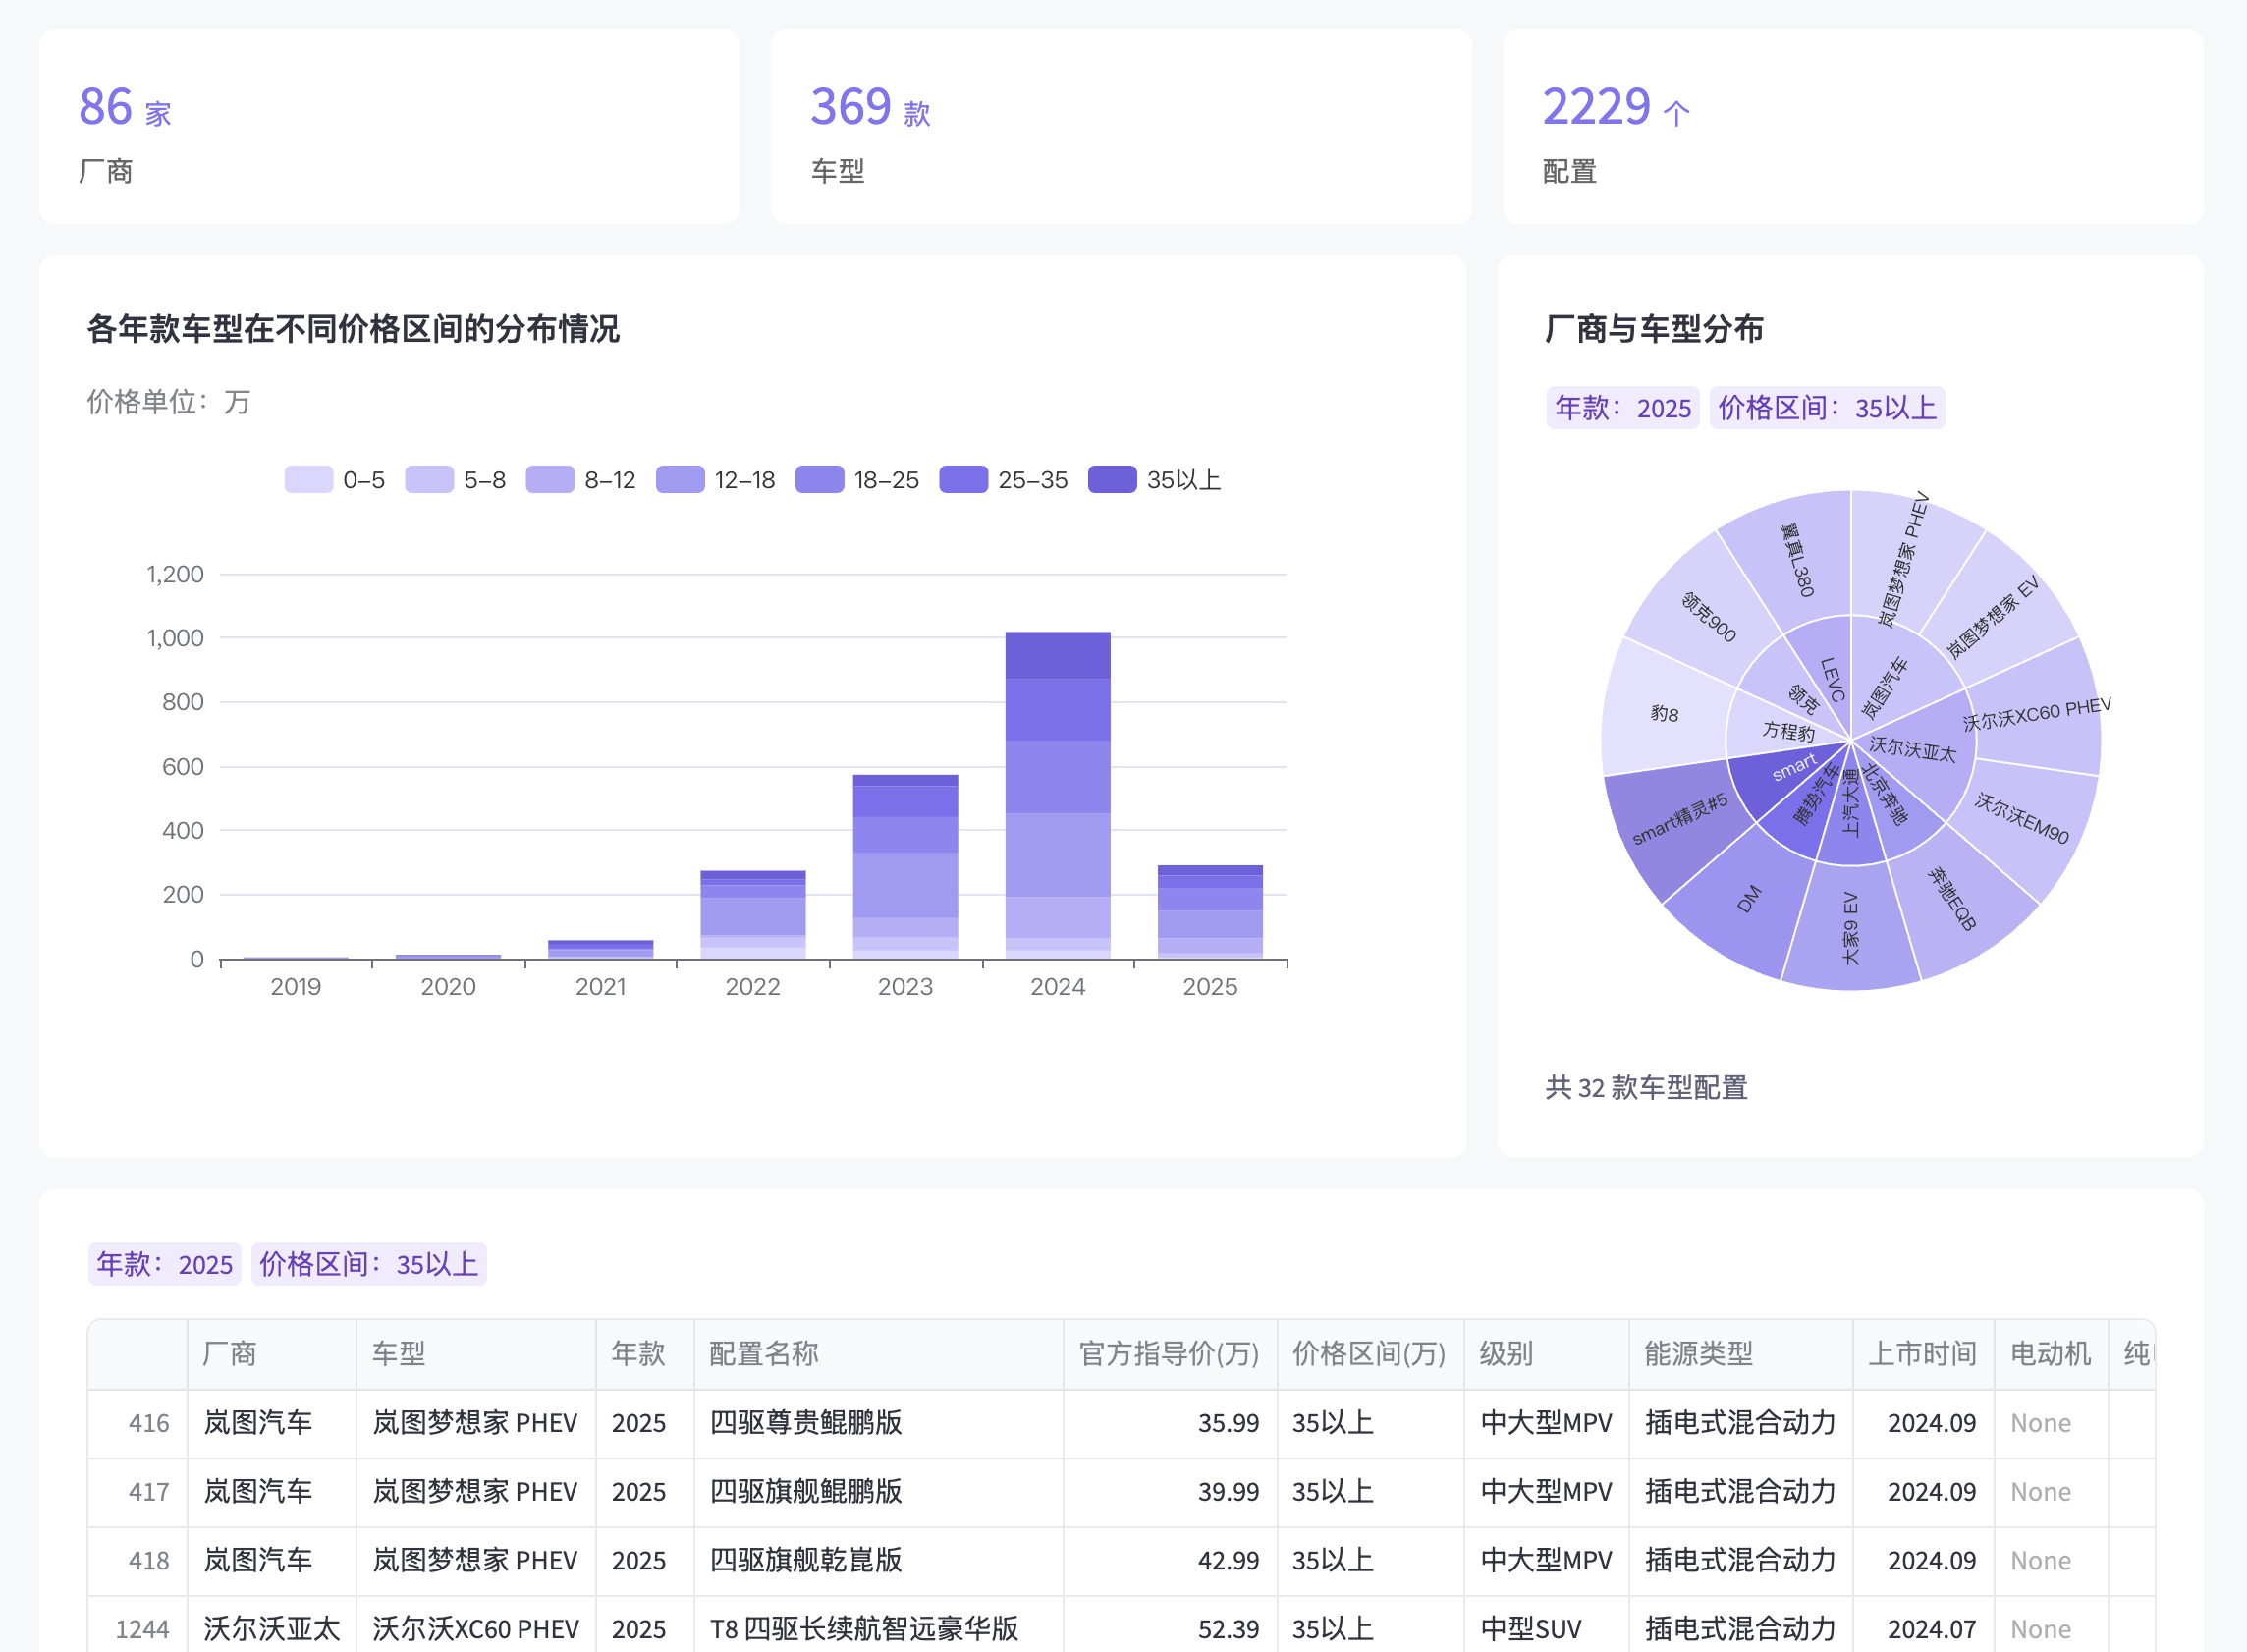 86 家
厂商
369 款
车型
2229 个
配置
各年款车型在不同价格区间的分布情况
价格单位：万
0–5
5–8
8–12
12–18
18–25
25–35
35以上
1,200
1,000
800
600
400
200
0
2019
2020
2021
2022
2023
2024
2025
厂商与车型分布
年款：2025
价格区间：35以上
岚图梦想家 PHEV
岚图梦想家 EV
沃尔沃XC60 PHEV
沃尔沃EM90
奔驰EQB
大家9 EV
DM
smart精灵#5
豹8
领克900
翼真L380
岚图汽车
沃尔沃亚太
北京奔驰
上汽大通
腾势汽车
smart
方程豹
领克
LEVC
共 32 款车型配置
年款：2025
价格区间：35以上
厂商 车型 年款 配置名称 官方指导价(万) 价格区间(万) 级别 能源类型 上市时间 电动机 纯
416 岚图汽车 岚图梦想家 PHEV 2025 四驱尊贵鲲鹏版 35.99 35以上 中大型MPV 插电式混合动力 2024.09 None
417 岚图汽车 岚图梦想家 PHEV 2025 四驱旗舰鲲鹏版 39.99 35以上 中大型MPV 插电式混合动力 2024.09 None
418 岚图汽车 岚图梦想家 PHEV 2025 四驱旗舰乾崑版 42.99 35以上 中大型MPV 插电式混合动力 2024.09 None
1244 沃尔沃亚太 沃尔沃XC60 PHEV 2025 T8 四驱长续航智远豪华版 52.39 35以上 中型SUV 插电式混合动力 2024.07 None